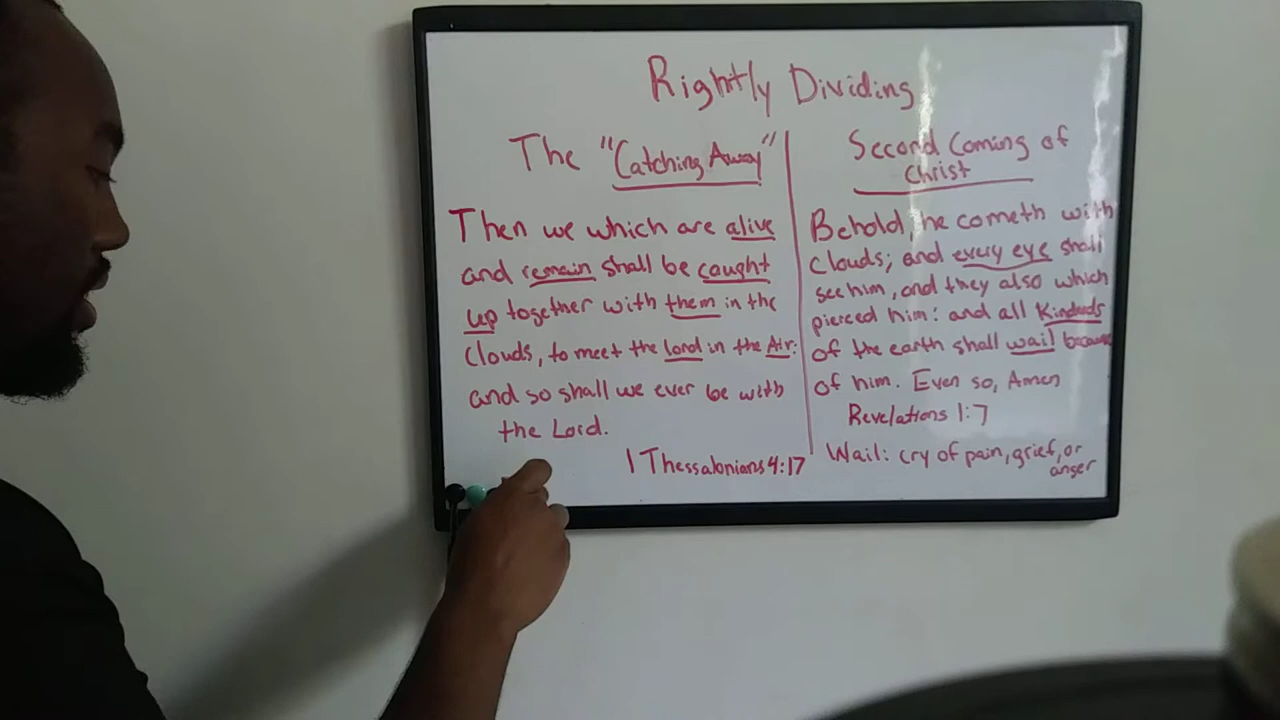 Rightly Dividing
The "Catching Away"
Then we which are alive
and remain shall be caught
up together with them in the
clouds, to meet the lord in the Air:
and so shall we ever be with
the Lord.
1 Thessalonians 4:17
Second Coming of
Christ
Behold, he cometh with
clouds; and every eye shall
see him, and they also which
pierced him: and all Kindreds
of the earth shall wail because
of him. Even so, Amen
Revelations 1:7
Wail: cry of pain, grief, or
anger